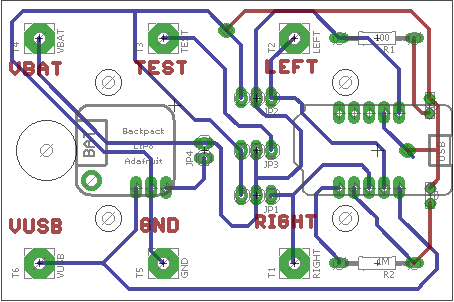 T4
VBAT
T3
TEST
T2
LEFT
100
R1
VBAT
TEST
LEFT
JP2
BAT
Backpack
LiPo
Adafruit
JP4
JP3
USB
JP1
VUSB
GND
RIGHT
T6
VUSB
T5
GND
T1
RIGHT
1M
R2